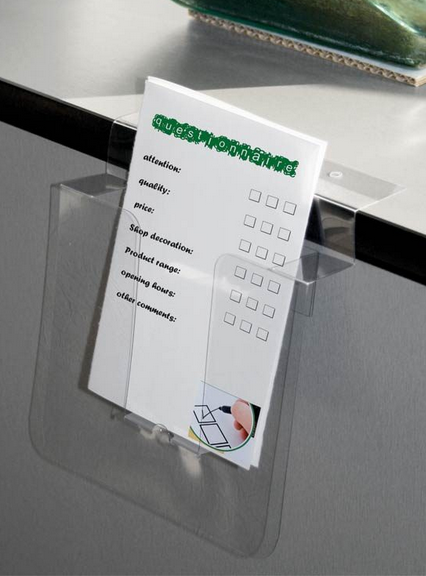 questionnaire
attention:
quality:
price:
Shop decoration:
Product range:
opening hours:
other comments: